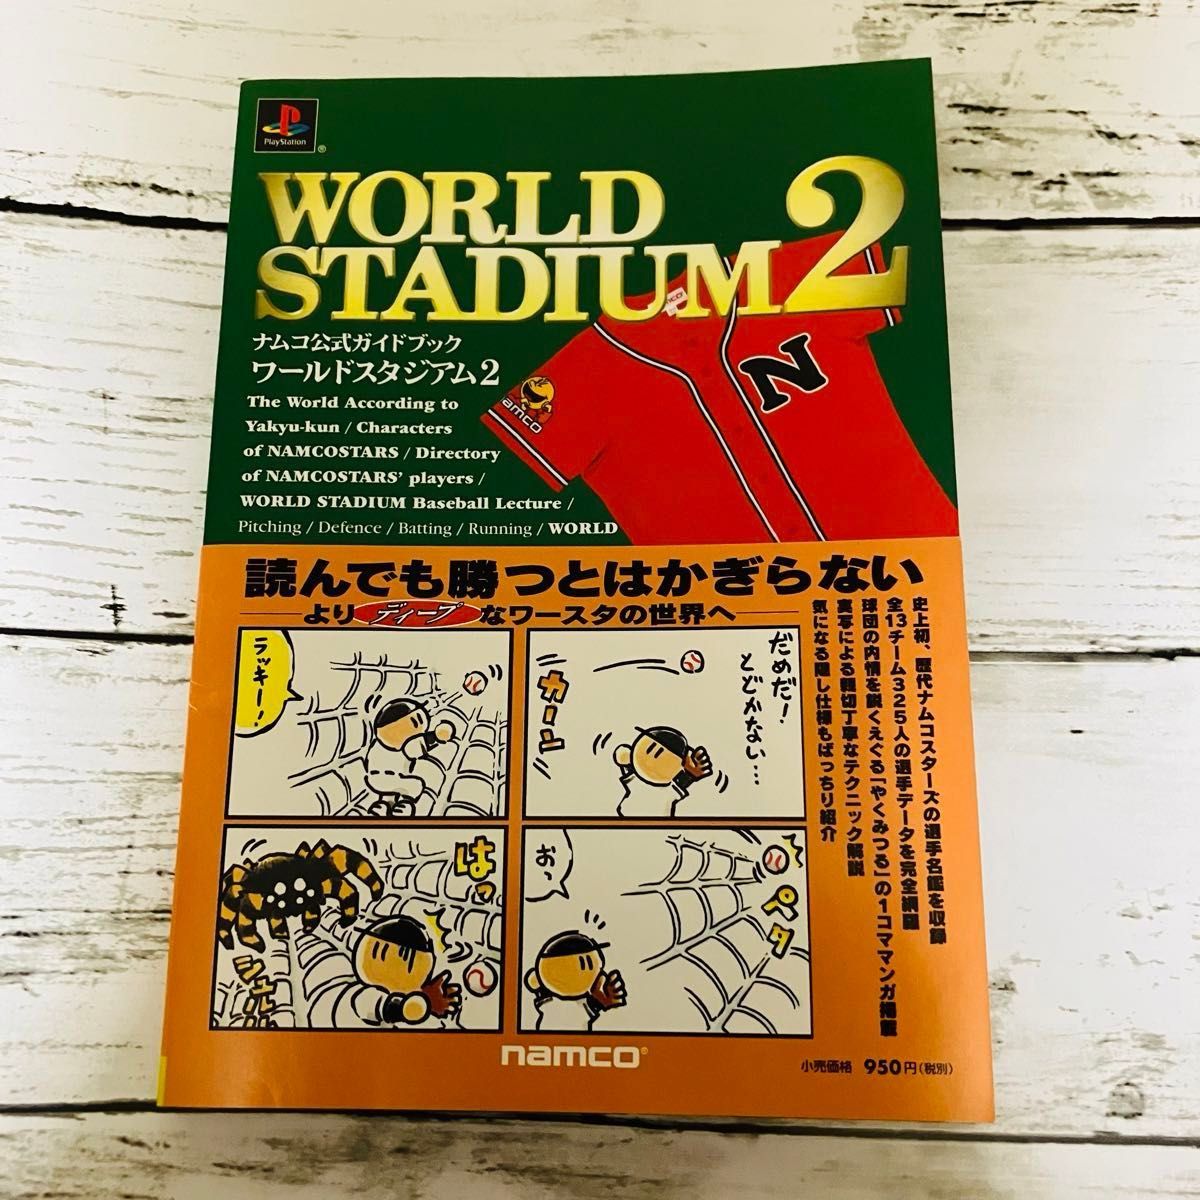 PlayStation
WORLD
STADIUM2
ナムコ公式ガイドブック
ワールドスタジアム2
The World According to
Yakyu-kun / Characters
of NAMCOSTARS / Directory
of NAMCOSTARS' players /
WORLD STADIUM Baseball Lecture /
Pitching / Defence / Batting / Running / WORLD
N
namco
読んでも勝つとはかぎらない
よりディープなワースタの世界へ
史上初、歴代ナムコスターズの選手名鑑を収録
全13チーム325人の選手データを完全網羅
球団の内情を鋭くえぐる「やくみつる」の1コママンガ掲載
実写による親切丁寧なテクニック解説
気になる隠し仕様もばっちり紹介
だめだ!
とどかない…
カーン
ラッキー!
ペタ
おっ
はっ
namco
小売価格 950円(税別)